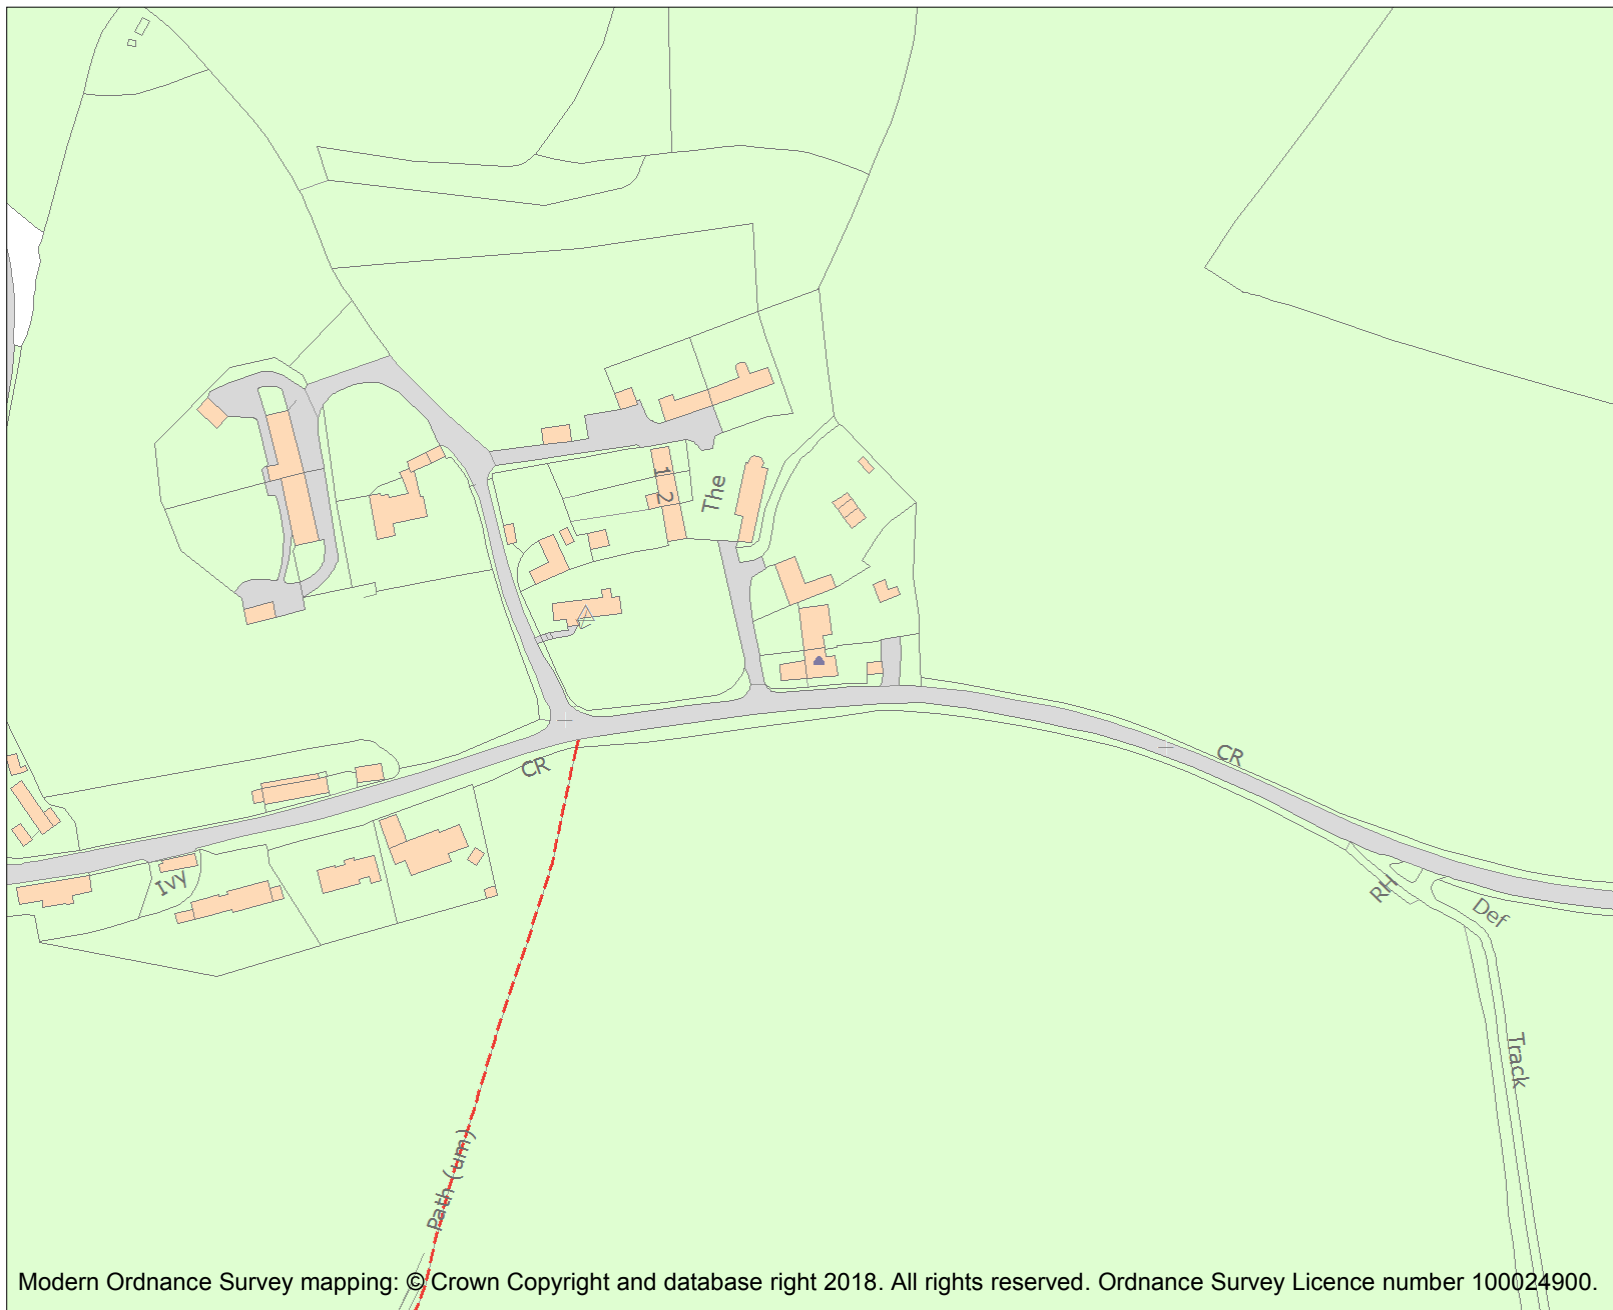 1
2
The
CR
CR
Ivy
RH
Def
Track
Path (um)
Modern Ordnance Survey mapping: © Crown Copyright and database right 2018. All rights reserved. Ordnance Survey Licence number 100024900.